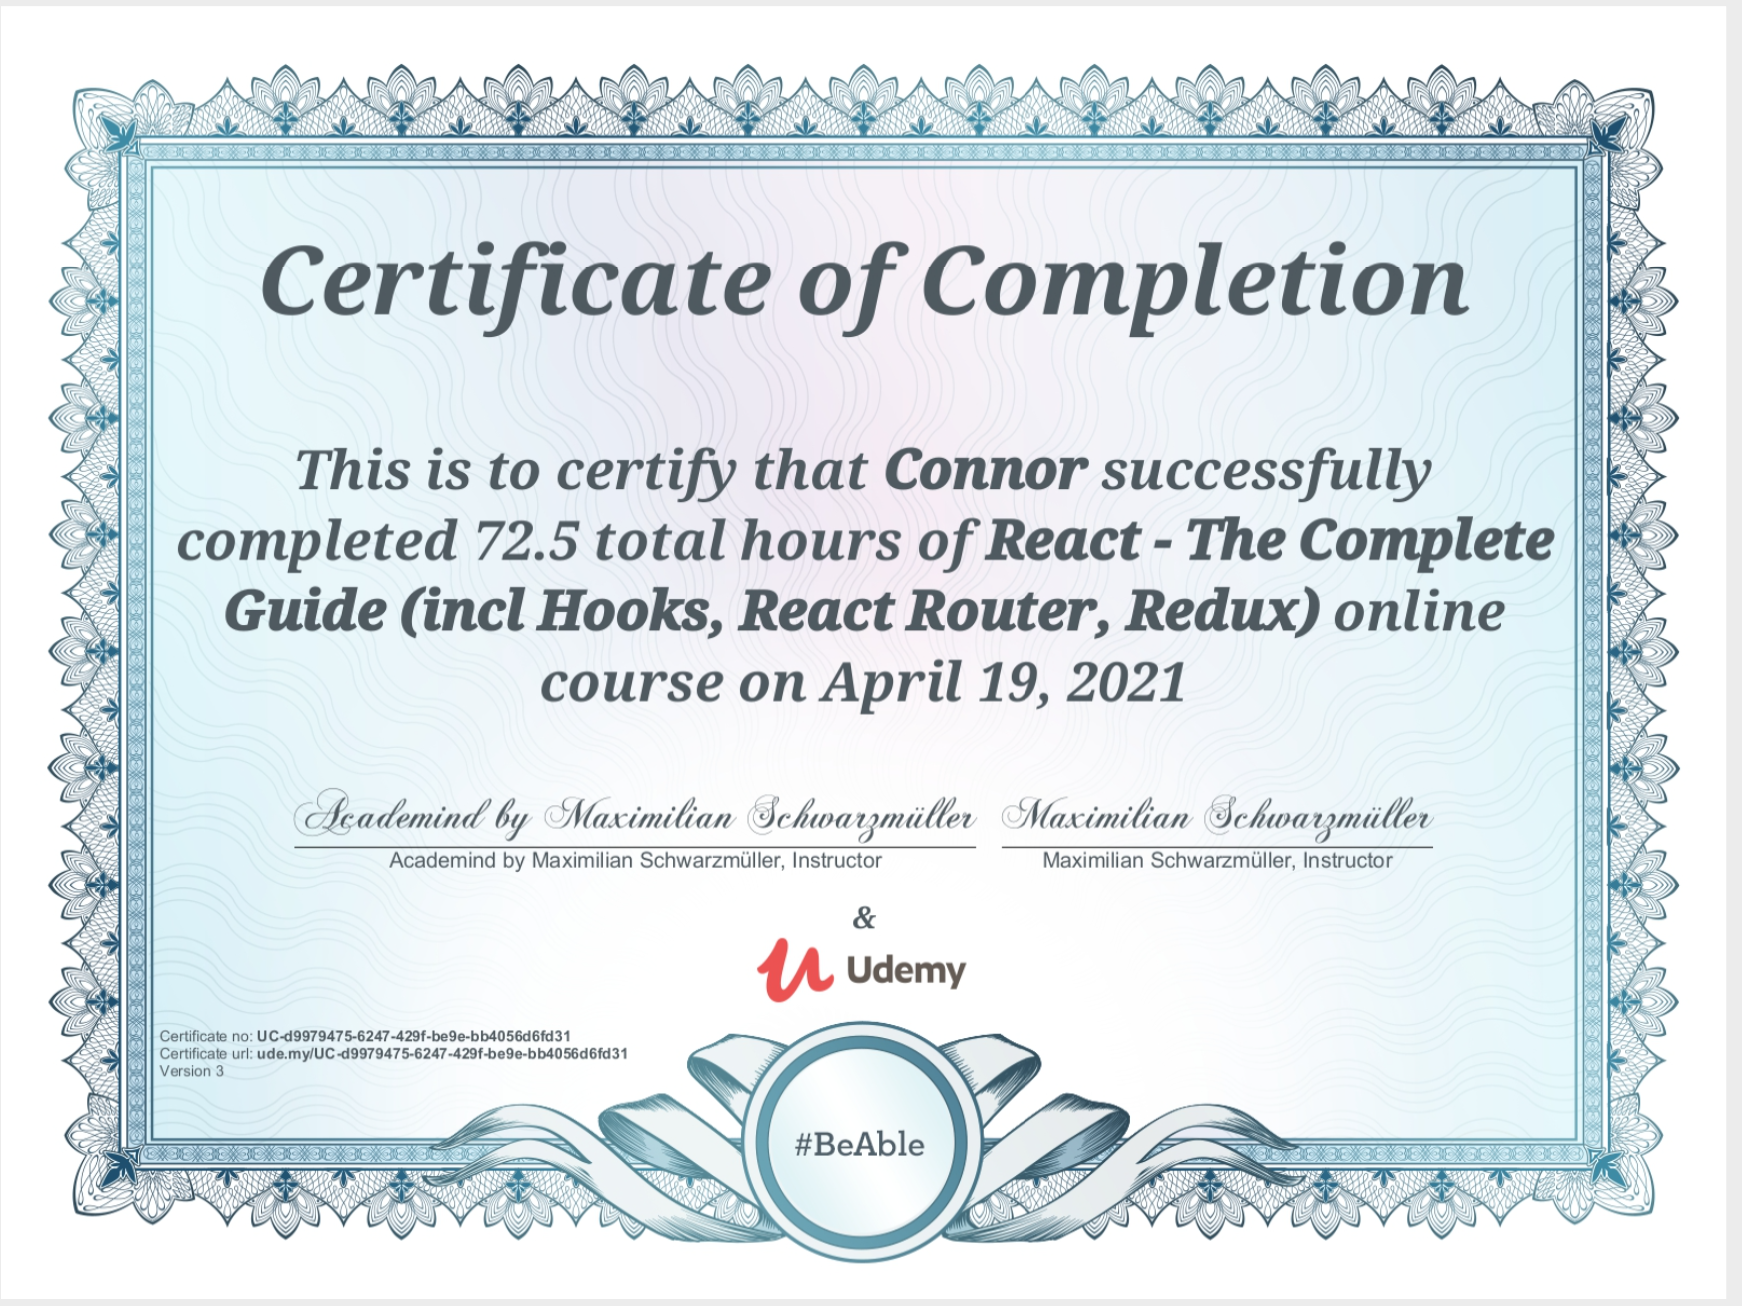 Certificate of Completion
This is to certify that Connor successfully
completed 72.5 total hours of React - The Complete
Guide (incl Hooks, React Router, Redux) online
course on April 19, 2021
Academind by Maximilian Schwarzmüller Maximilian Schwarzmüller
Academind by Maximilian Schwarzmüller, Instructor Maximilian Schwarzmüller, Instructor
&
Udemy
Certificate no: UC-d9979475-6247-429f-be9e-bb4056d6fd31
Certificate url: ude.my/UC-d9979475-6247-429f-be9e-bb4056d6fd31
Version 3
#BeAble